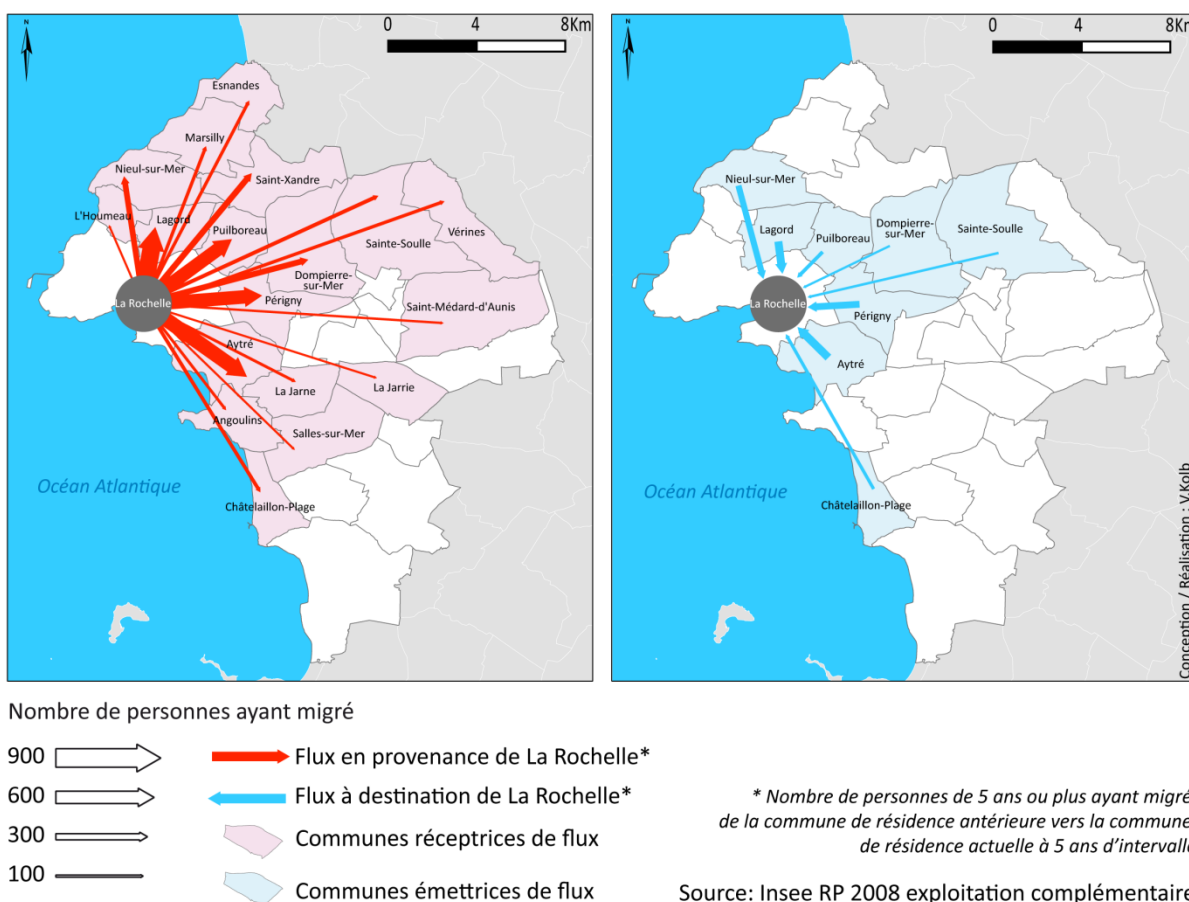 N
0 4 8Km
Esnandes
Marsilly
Nieul-sur-Mer
Saint-Xandre
L'Houmeau
Lagord
Puilboreau
Sainte-Soulle
Vérines
Dompierre-
sur-Mer
La Rochelle
Périgny
Saint-Médard-d'Aunis
Aytré
La Jarne
La Jarrie
Angoulins
Salles-sur-Mer
Océan Atlantique
Châtelaillon-Plage
N
0 4 8Km
Nieul-sur-Mer
Lagord
Puilboreau
Dompierre-
sur-Mer
Sainte-Soulle
La Rochelle
Périgny
Aytré
Océan Atlantique
Châtelaillon-Plage
Conception / Réalisation : V.Kolb
Nombre de personnes ayant migré
900
600
300
100
Flux en provenance de La Rochelle*
Flux à destination de La Rochelle*
Communes réceptrices de flux
Communes émettrices de flux
* Nombre de personnes de 5 ans ou plus ayant migré
de la commune de résidence antérieure vers la commune
de résidence actuelle à 5 ans d'intervalle
Source: Insee RP 2008 exploitation complémentaire